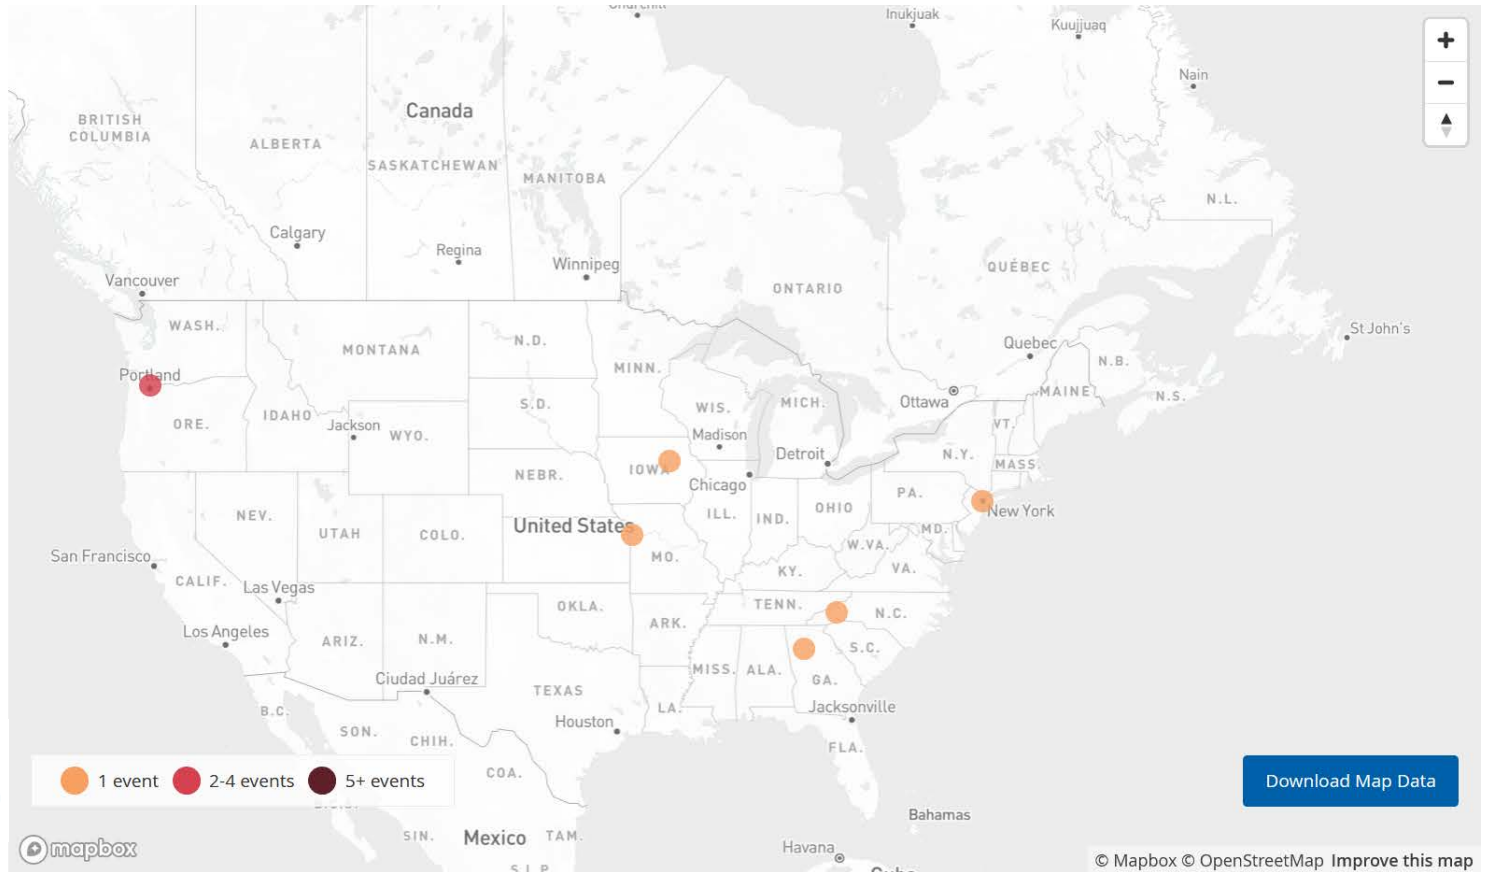 Churchill
Inukjuak
Kuujjuaq
Nain
Canada
BRITISH
COLUMBIA
ALBERTA
SASKATCHEWAN
MANITOBA
N.L.
Calgary
Regina
Winnipeg
QUÉBEC
Vancouver
ONTARIO
WASH.
St John's
N.D.
Quebec
MONTANA
N.B.
Portland
MINN.
MAINE
N.S.
S.D.
WIS.
MICH.
Ottawa
IDAHO
ORE.
Jackson
WYO.
Madison
VT.
Detroit
N.Y.
MASS.
IOWA
NEBR.
Chicago
PA.
New York
NEV.
United States
ILL.
IND.
OHIO
MD.
UTAH
COLO.
W.VA.
San Francisco
MO.
VA.
CALIF.
Las Vegas
KY.
OKLA.
TENN.
N.C.
Los Angeles
ARIZ.
N.M.
ARK.
S.C.
Ciudad Juárez
MISS.
ALA.
GA.
TEXAS
B.C.
LA.
Jacksonville
Houston
SON.
CHIH.
FLA.
COA.
1 event
2-4 events
5+ events
Download Map Data
Bahamas
SIN.
Mexico
TAM.
mapbox
Havana
© Mapbox © OpenStreetMap Improve this map
S.L.P.
Cuba